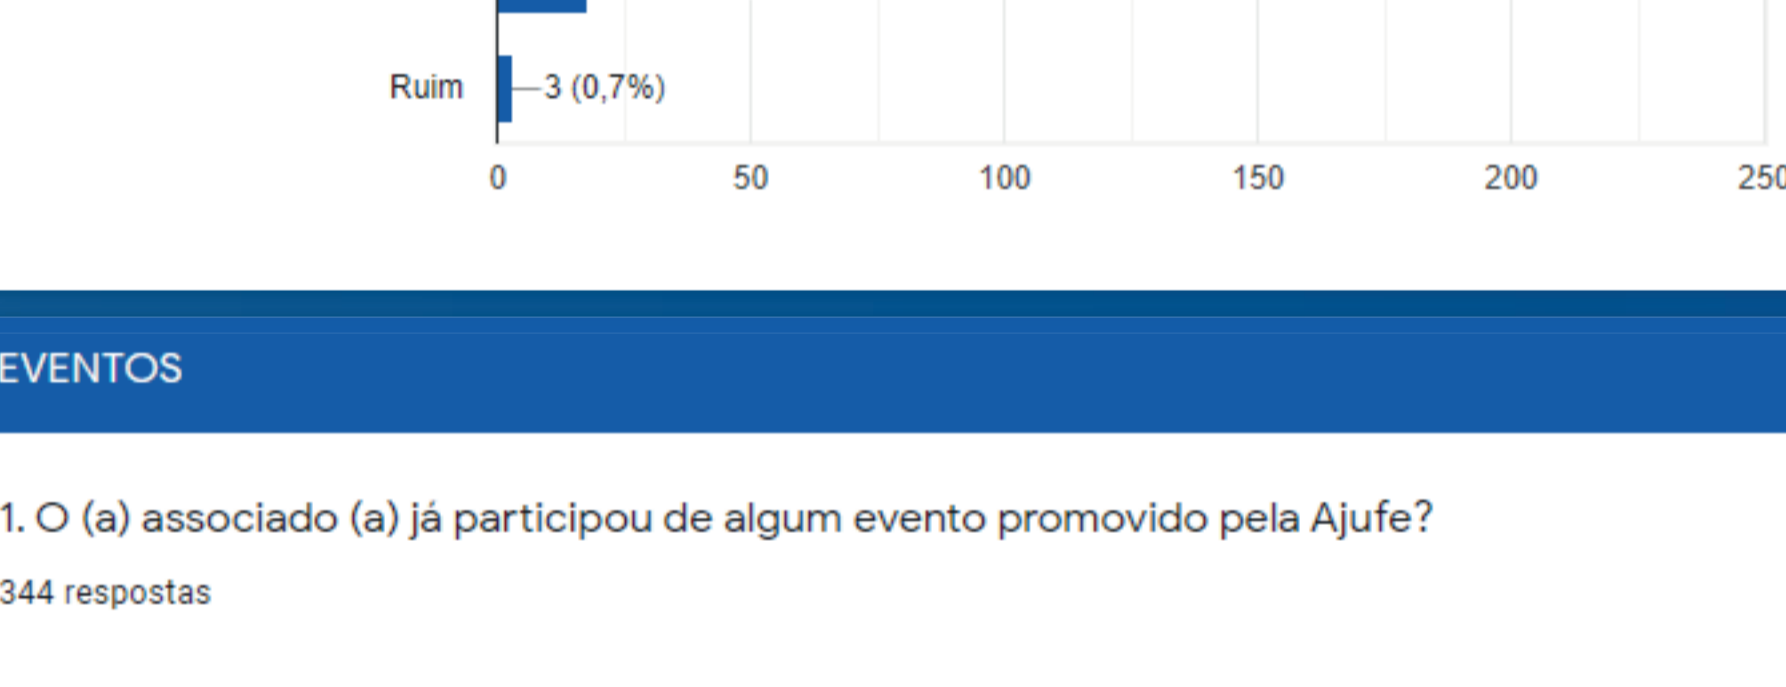 Ruim 3 (0,7%)
0 50 100 150 200 250
EVENTOS
1. O (a) associado (a) já participou de algum evento promovido pela Ajufe?
344 respostas